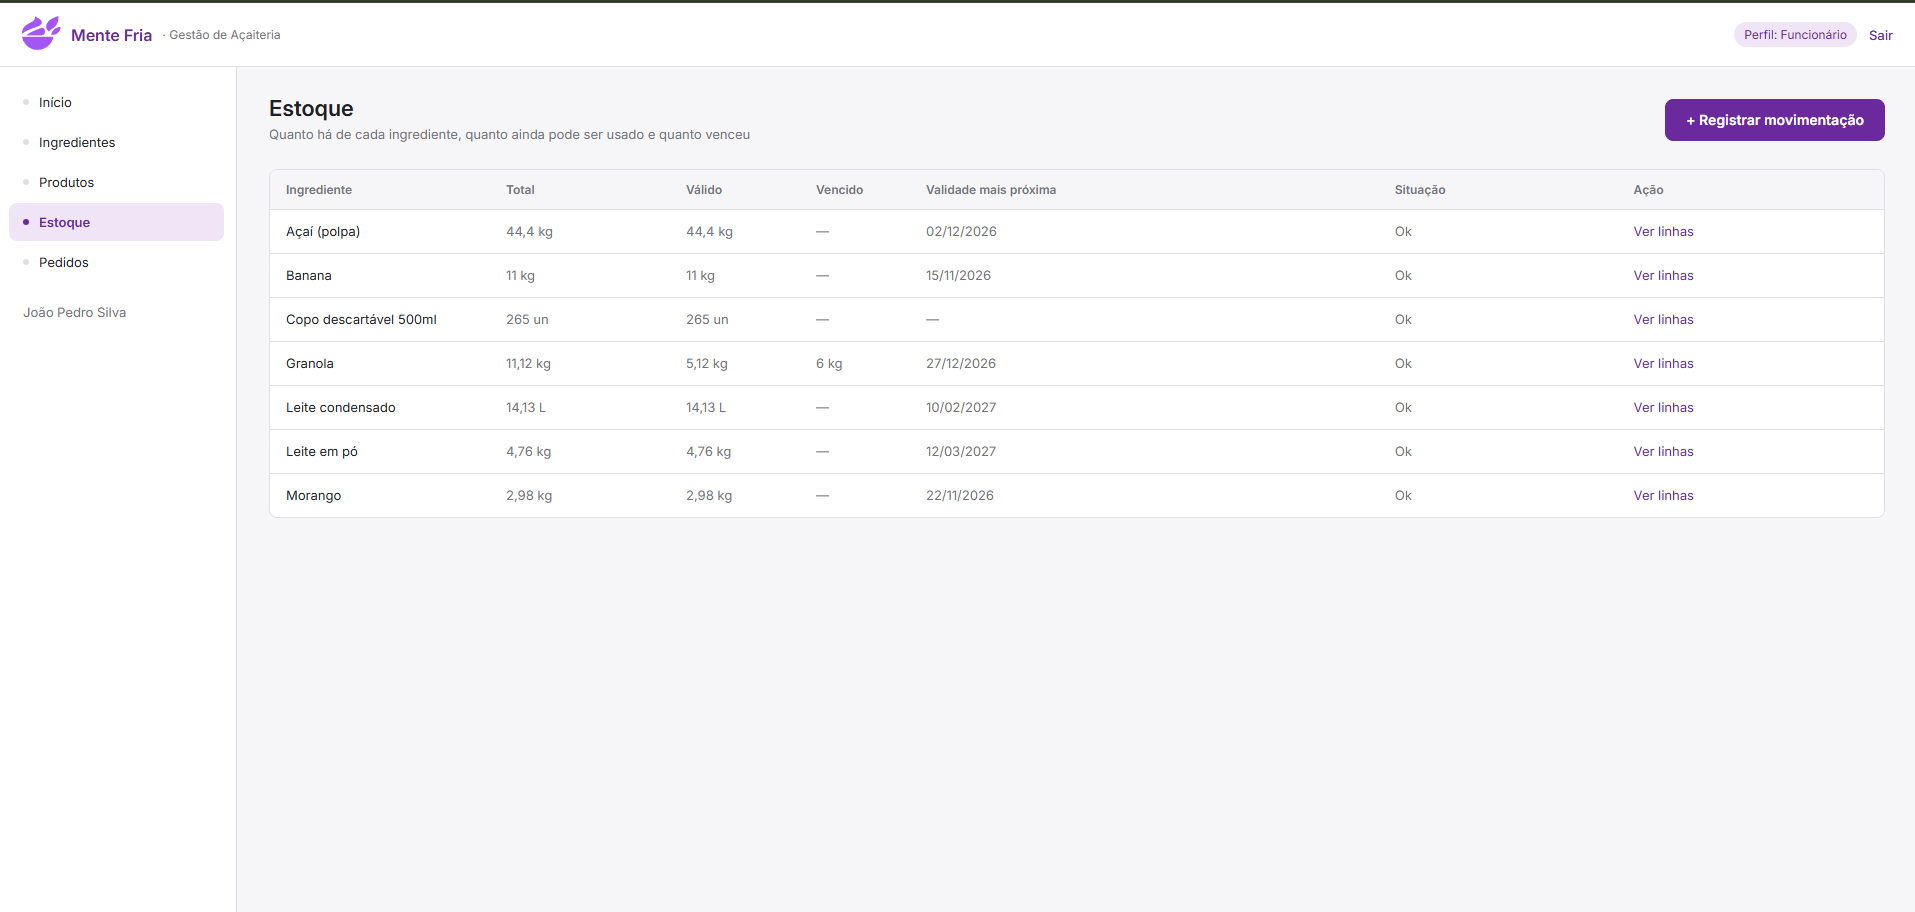 Mente Fria · Gestão de Açaiteria
Perfil: Funcionário Sair
Início
Ingredientes
Produtos
Estoque
Pedidos
João Pedro Silva
Estoque
Quanto há de cada ingrediente, quanto ainda pode ser usado e quanto venceu
+ Registrar movimentação
Ingrediente Total Válido Vencido Validade mais próxima Situação Ação
Açaí (polpa) 44,4 kg 44,4 kg — 02/12/2026 Ok Ver linhas
Banana 11 kg 11 kg — 15/11/2026 Ok Ver linhas
Copo descartável 500ml 265 un 265 un — — Ok Ver linhas
Granola 11,12 kg 5,12 kg 6 kg 27/12/2026 Ok Ver linhas
Leite condensado 14,13 L 14,13 L — 10/02/2027 Ok Ver linhas
Leite em pó 4,76 kg 4,76 kg — 12/03/2027 Ok Ver linhas
Morango 2,98 kg 2,98 kg — 22/11/2026 Ok Ver linhas